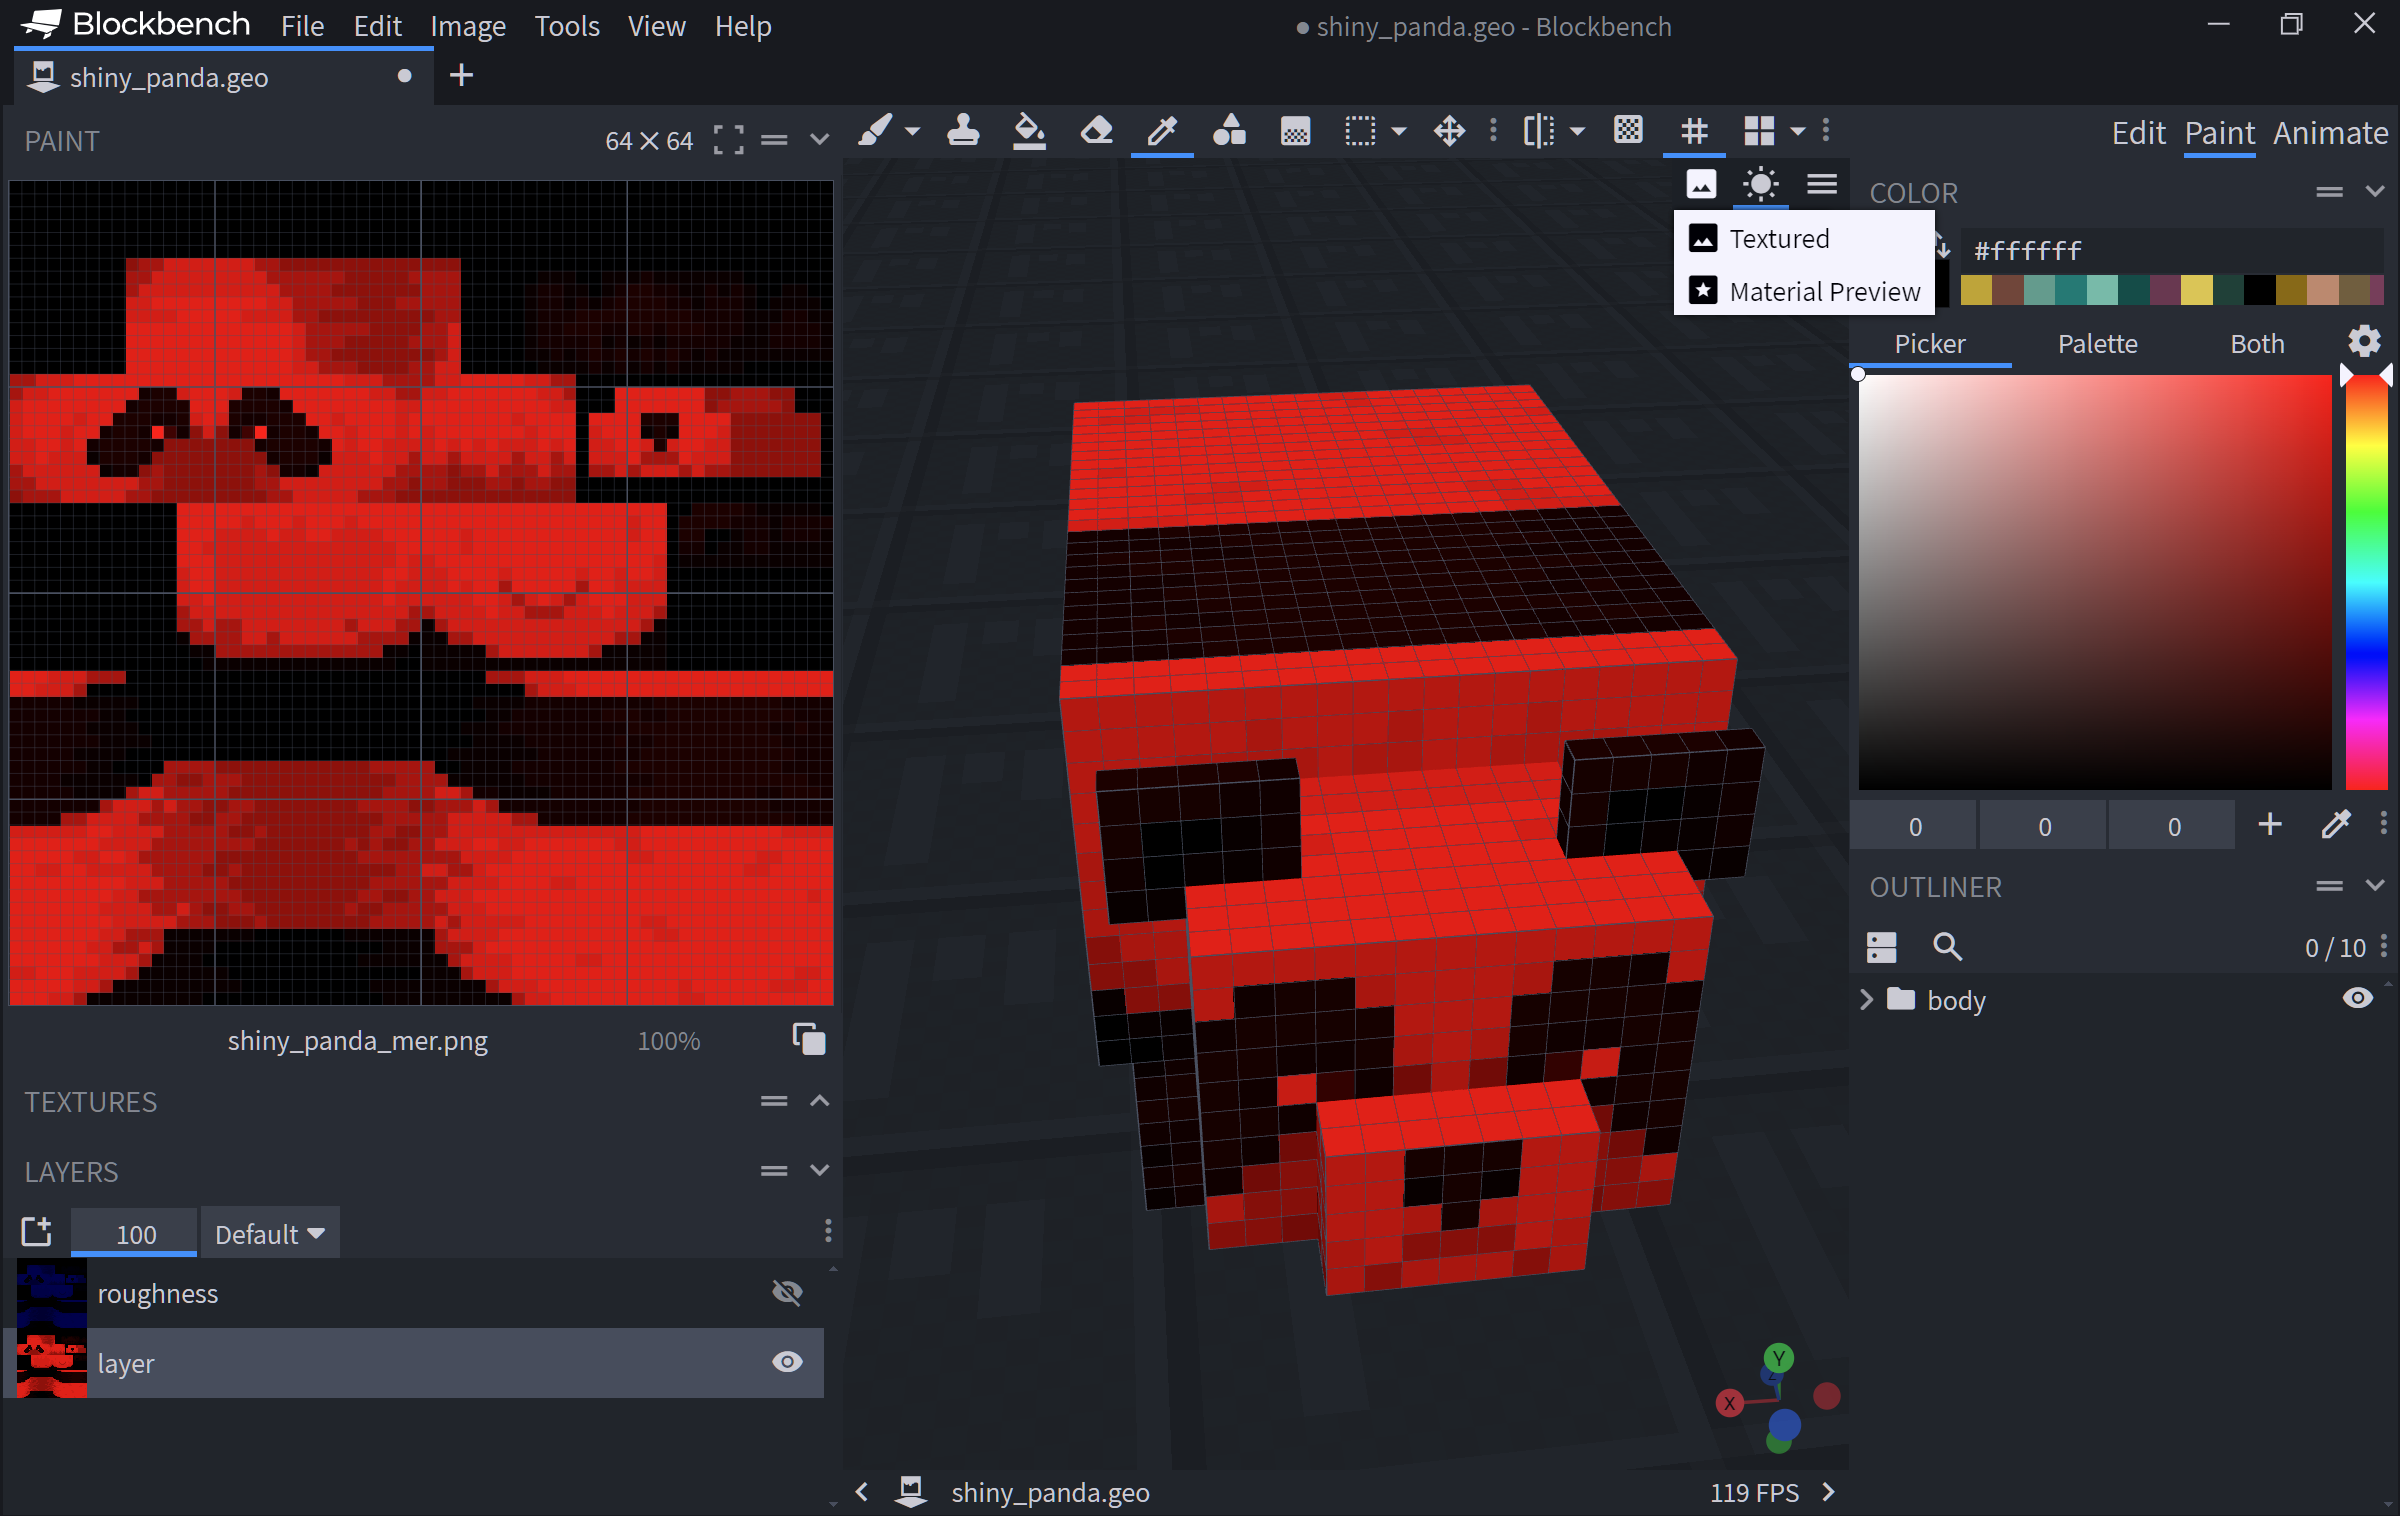 Blockbench File Edit Image Tools View Help
shiny_panda.geo - Blockbench
shiny_panda.geo
PAINT
64 × 64
Edit Paint Animate
COLOR
Textured
Material Preview
#ffffff
Picker Palette Both
0 0 0
OUTLINER
0 / 10
body
shiny_panda_mer.png
100%
TEXTURES
LAYERS
100
Default
roughness
layer
Y
Z
X
shiny_panda.geo
119 FPS